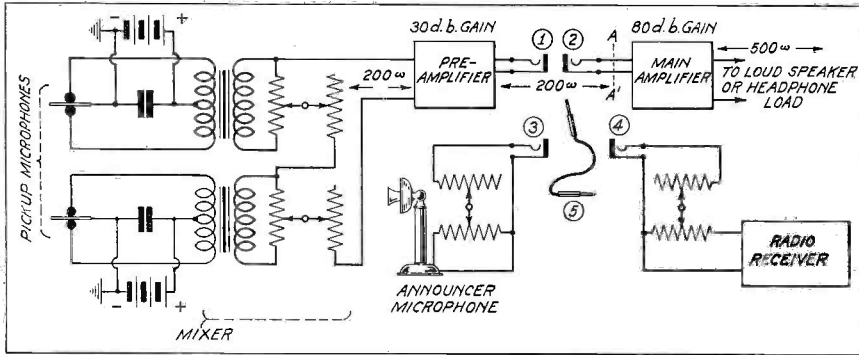 30 d.b. GAIN
80 d.b. GAIN
- +
1
2
A
500 ω
PRE-
AMPLIFIER
MAIN
AMPLIFIER
200 ω
200 ω
A'
TO LOUD SPEAKER
OR HEADPHONE
LOAD
PICKUP MICROPHONES
3
4
5
- +
ANNOUNCER
MICROPHONE
RADIO
RECEIVER
MIXER